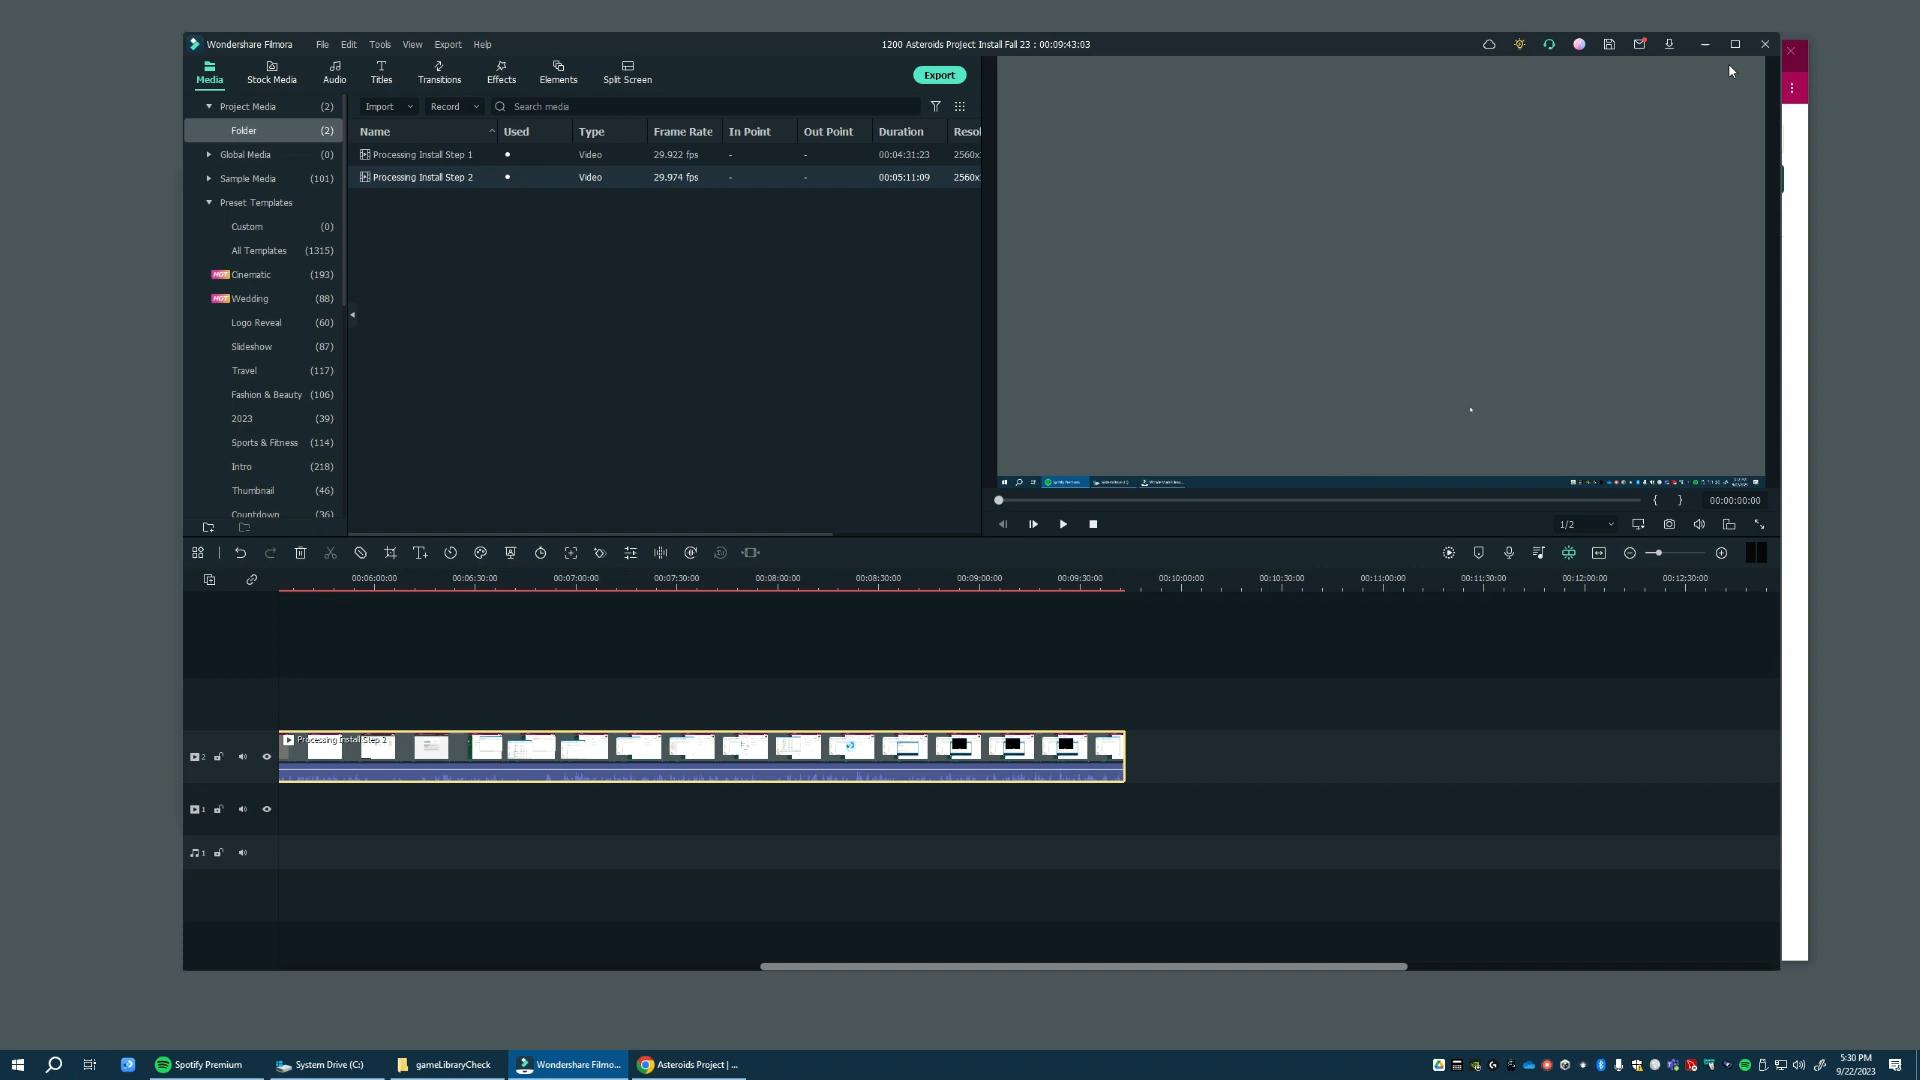 Wondershare Filmora File Edit Tools View Export Help 1200 Asteroids Project Install Fall 23 : 00:09:43:03
Media Stock Media Audio Titles Transitions Effects Elements Split Screen Export
Project Media (2) Import Record Search media
Folder (2) Name Used Type Frame Rate In Point Out Point Duration Resol
Global Media (0) Processing Install Step 1 Video 29.922 fps - - 00:04:31:23 2560x
Sample Media (101) Processing Install Step 2 Video 29.974 fps - - 00:05:11:09 2560x
Preset Templates
Custom (0)
All Templates (1315)
HOT Cinematic (193)
HOT Wedding (88)
Logo Reveal (60)
Slideshow (87)
Travel (117)
Fashion & Beauty (106)
2023 (39)
Sports & Fitness (114)
Intro (218)
Thumbnail (46)
Countdown (36)
{ } 00:00:00:00
1/2
00:06:00:00 00:06:30:00 00:07:00:00 00:07:30:00 00:08:00:00 00:08:30:00 00:09:00:00 00:09:30:00 00:10:00:00 00:10:30:00 00:11:00:00 00:11:30:00 00:12:00:00 00:12:30:00
Processing Install Step 2
2
1
1
Spotify Premium System Drive (C:) gameLibraryCheck Wondershare Filmo... Asteroids Project | ... 5:30 PM
9/22/2023